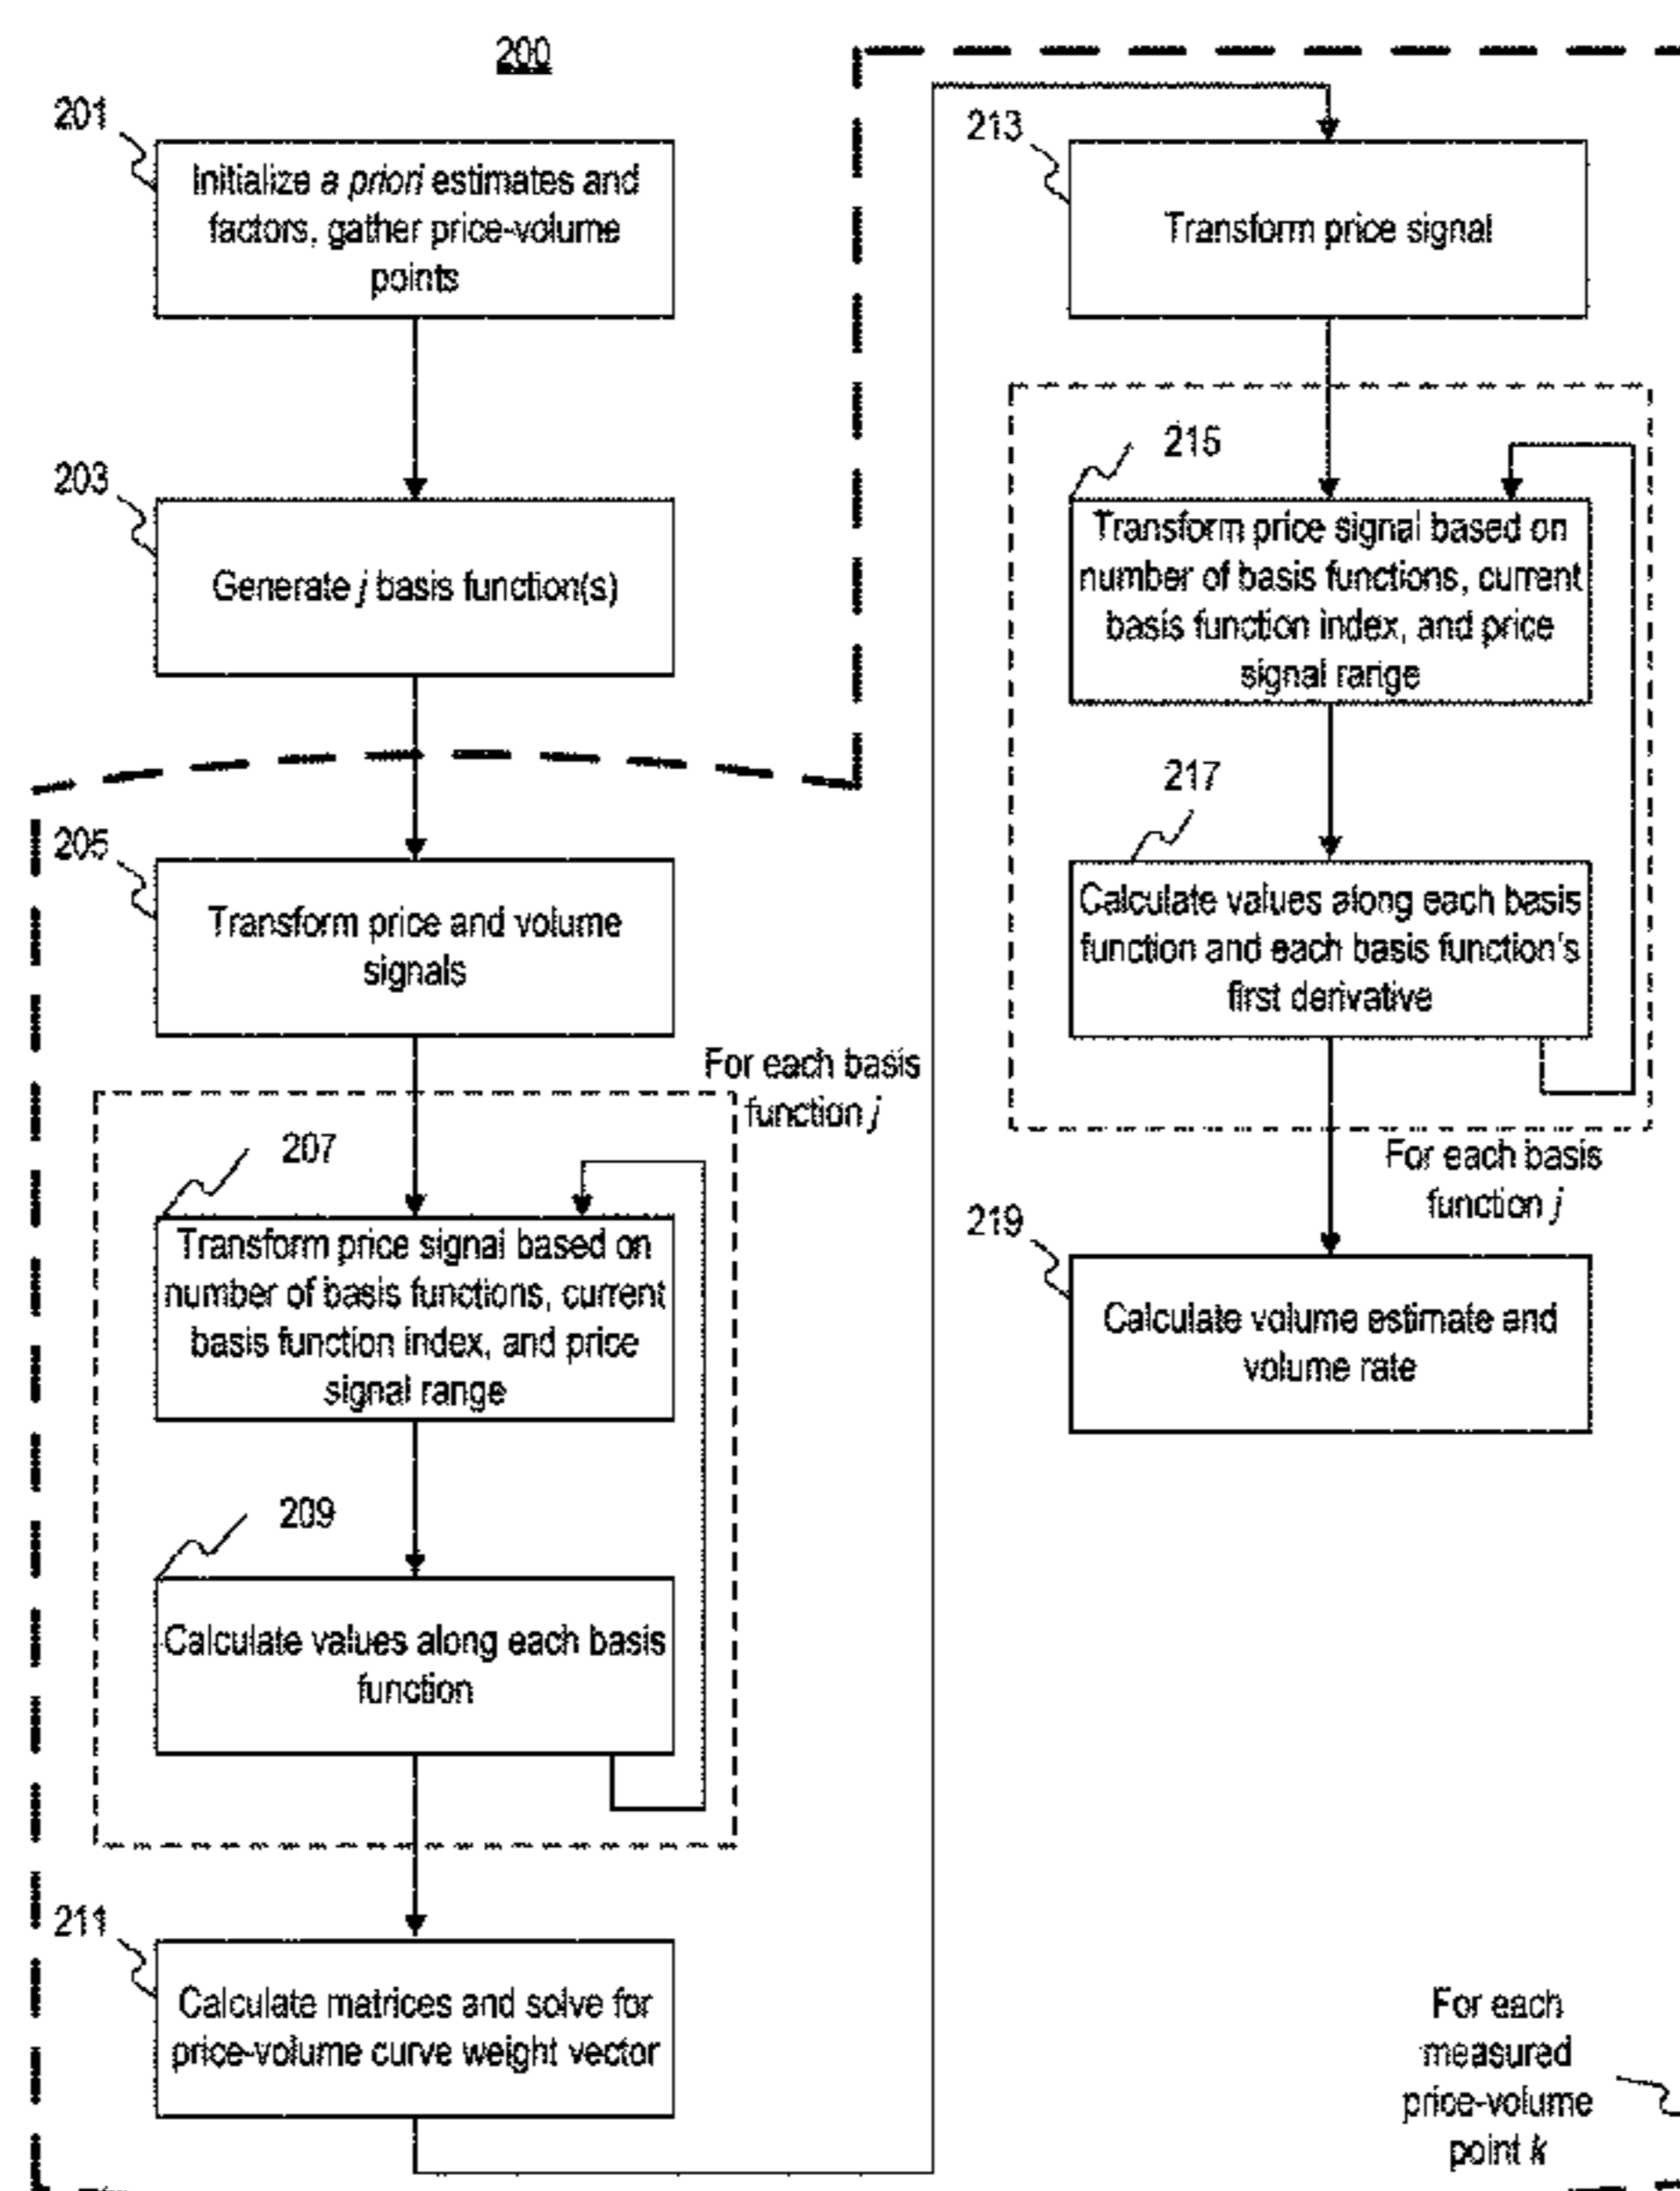 200
201
Initialize a priori estimates and
factors, gather price-volume
points
203
Generate j basis function(s)
205
Transform price and volume
signals
For each basis
function j
207
Transform price signal based on
number of basis functions, current
basis function index, and price
signal range
209
Calculate values along each basis
function
211
Calculate matrices and solve for
price-volume curve weight vector
213
Transform price signal
215
Transform price signal based on
number of basis functions, current
basis function index, and price
signal range
217
Calculate values along each basis
function and each basis function's
first derivative
For each basis
function j
219
Calculate volume estimate and
volume rate
For each
measured
price-volume
point k